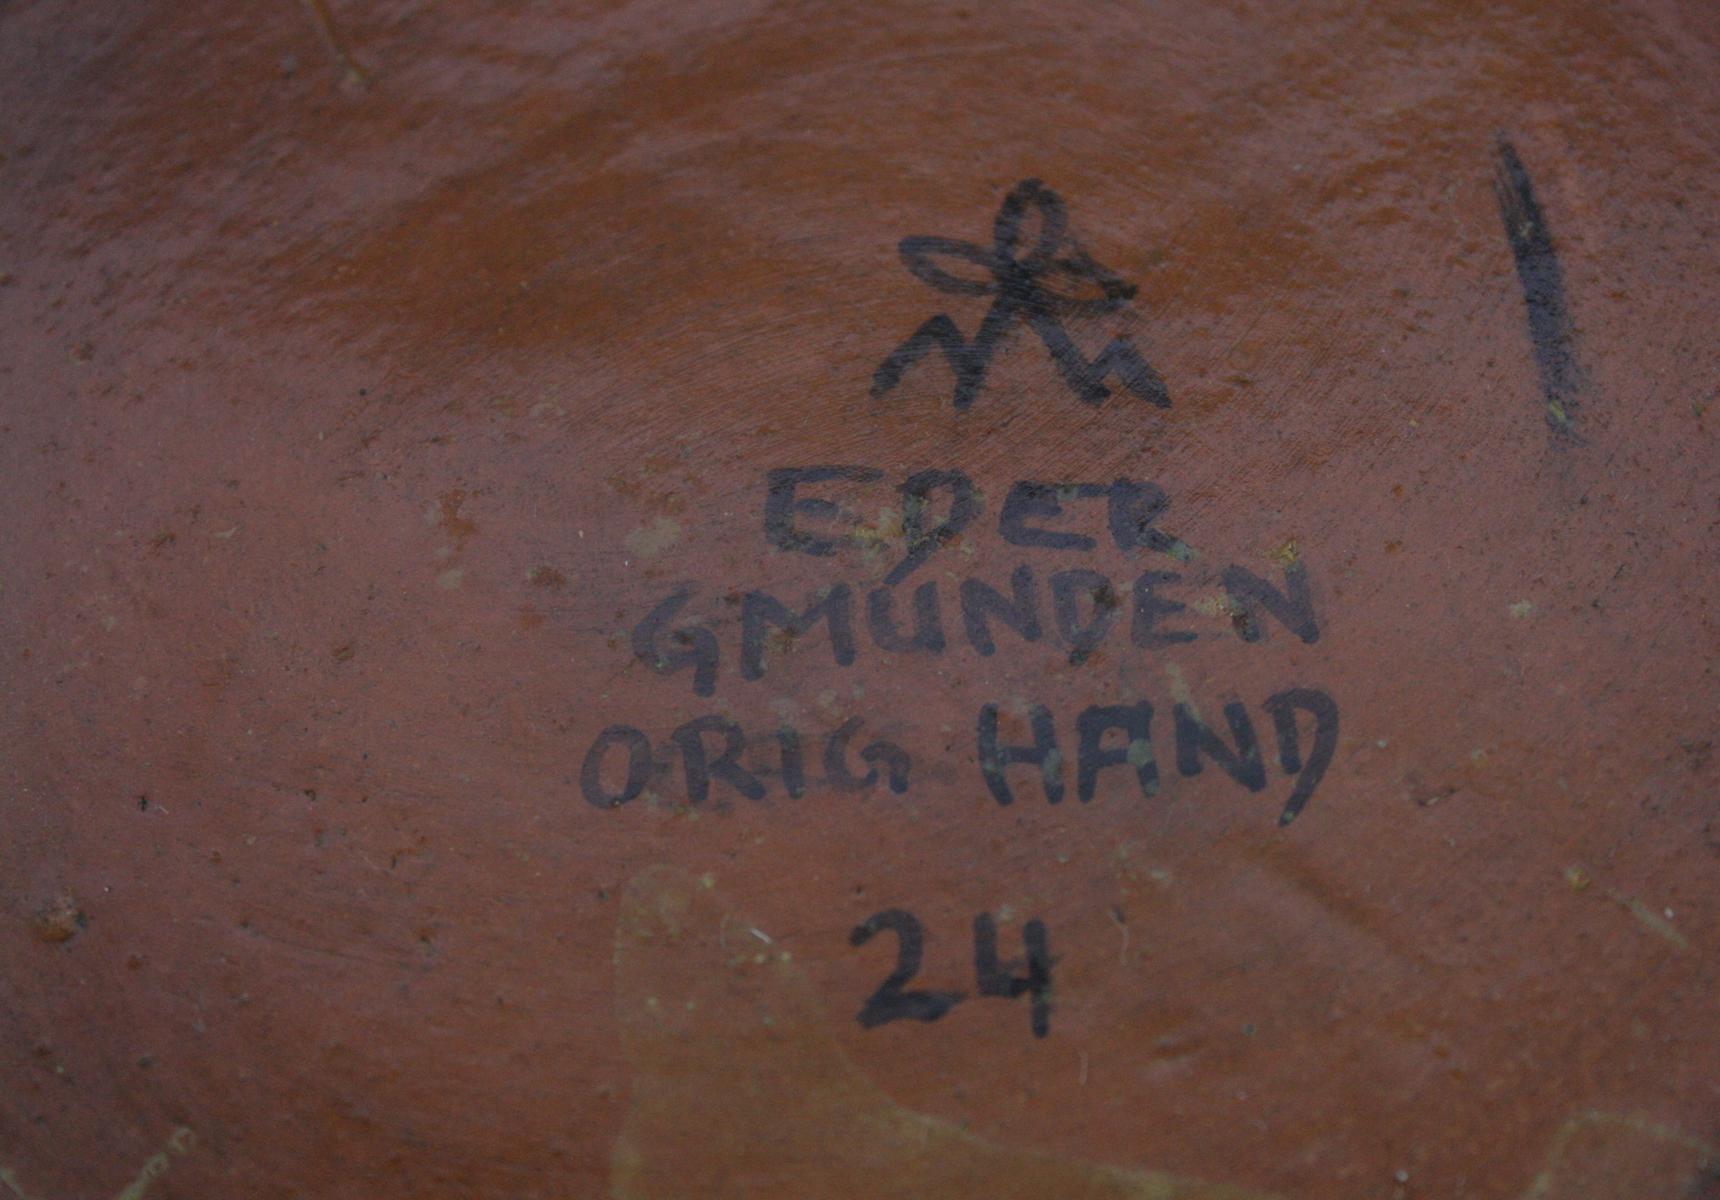 EDER
GMUNDEN
ORIG HAND
24